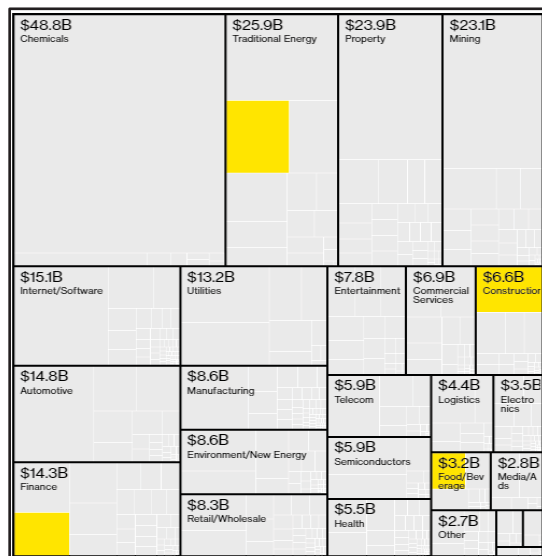 $48.8B
Chemicals
$25.9B
Traditional Energy
$23.9B
Property
$23.1B
Mining
$15.1B
Internet/Software
$13.2B
Utilities
$7.8B
Entertainment
$6.9B
Commercial
Services
$6.6B
Construction
$14.8B
Automotive
$8.6B
Manufacturing
$5.9B
Telecom
$4.4B
Logistics
$3.5B
Electro
nics
$8.6B
Environment/New Energy
$5.9B
Semiconductors
$3.2B
Food/Bev
erage
$2.8B
Media/A
ds
$14.3B
Finance
$8.3B
Retail/Wholesale
$5.5B
Health
$2.7B
Other